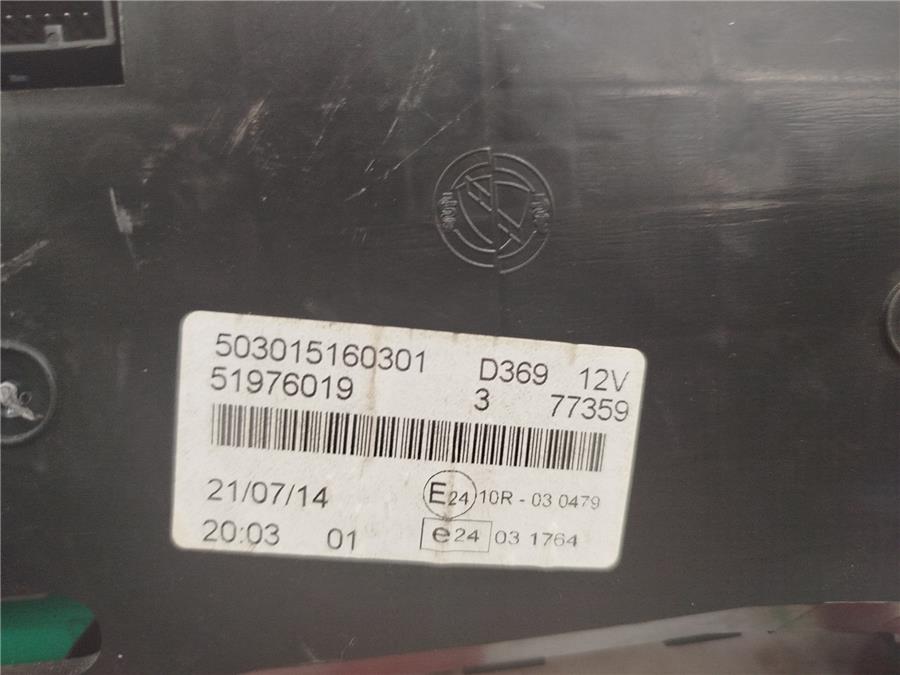 503015160301 D369 12V
51976019 3 77359
21/07/14 E24 10R - 03 0479
20:03 01 e24 03 1764